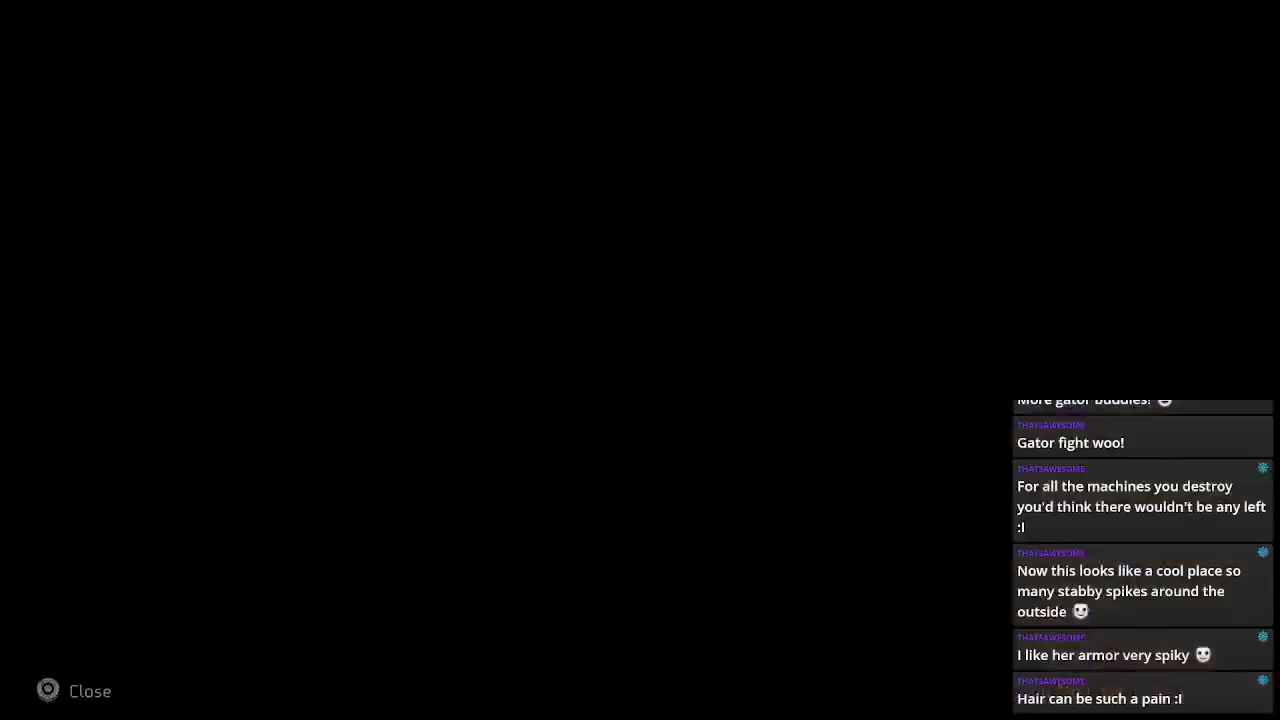 More gator buddies!
THATSAWESOME
Gator fight woo!
THATSAWESOME
For all the machines you destroy
you'd think there wouldn't be any left
:I
THATSAWESOME
Now this looks like a cool place so
many stabby spikes around the
outside
THATSAWESOME
I like her armor very spiky
THATSAWESOME
Hair can be such a pain :I
Close